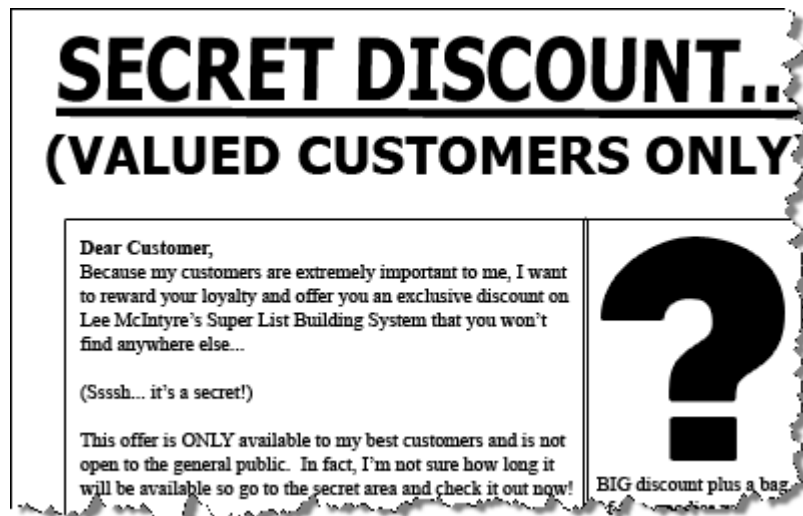 SECRET DISCOUNT..
(VALUED CUSTOMERS ONLY)
Dear Customer,
Because my customers are extremely important to me, I want
to reward your loyalty and offer you an exclusive discount on
Lee McIntyre’s Super List Building System that you won’t
find anywhere else...
(Ssssh... it’s a secret!)
This offer is ONLY available to my best customers and is not
open to the general public.  In fact, I’m not sure how long it
will be available so go to the secret area and check it out now!
?
BIG discount plus a bag